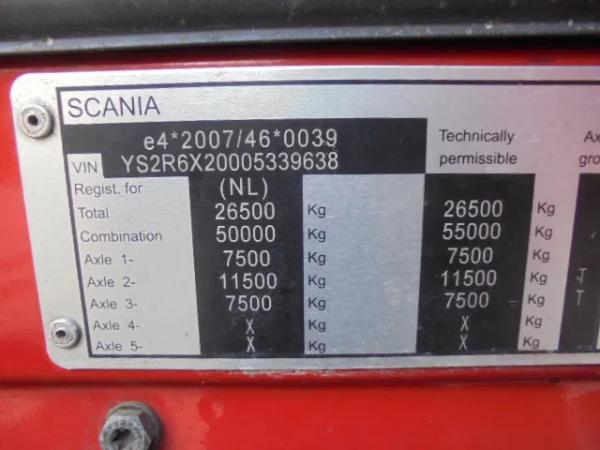 SCANIA
e4*2007/46*0039
VIN YS2R6X20005339638
Technically permissible
Regist. for (NL)
Total 26500 Kg 26500 Kg
Combination 50000 Kg 55000 Kg
Axle 1- 7500 Kg 7500 Kg
Axle 2- 11500 Kg 11500 Kg
Axle 3- 7500 Kg 7500 Kg T
Axle 4- X Kg X Kg
Axle 5- X Kg X Kg